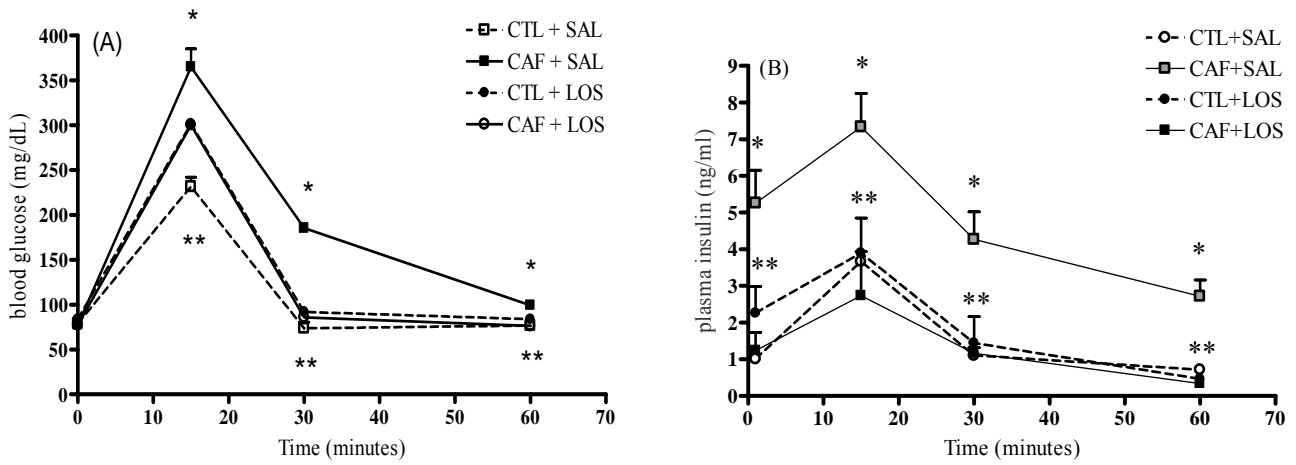 (A)
CTL + SAL
CAF + SAL
CTL + LOS
CAF + LOS
blood glucose (mg/dL)
400
350
300
250
200
150
100
50
0
*
**
*
**
*
**
0 10 20 30 40 50 60 70
Time (minutes)
(B)
CTL+SAL
CAF+SAL
CTL+LOS
CAF+LOS
plasma insulin (ng/ml)
9
8
7
6
5
4
3
2
1
0
*
**
*
**
*
**
*
**
0 10 20 30 40 50 60 70
Time (minutes)